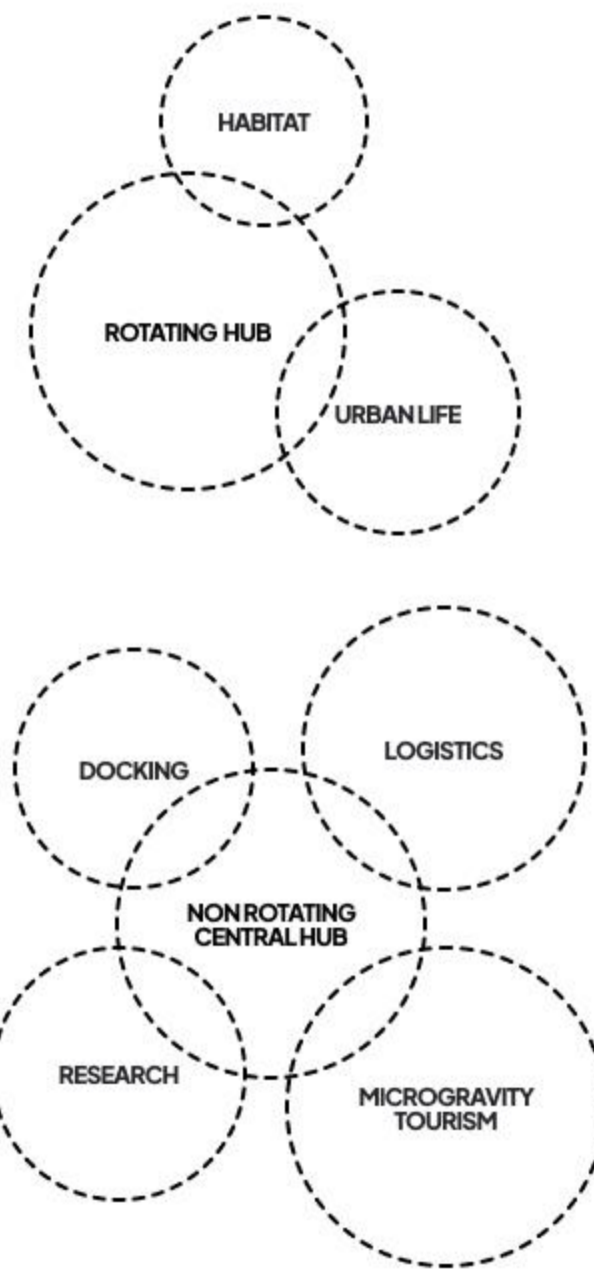 HABITAT
ROTATING HUB
URBAN LIFE
DOCKING
LOGISTICS
NON ROTATING
CENTRAL HUB
RESEARCH
MICROGRAVITY
TOURISM